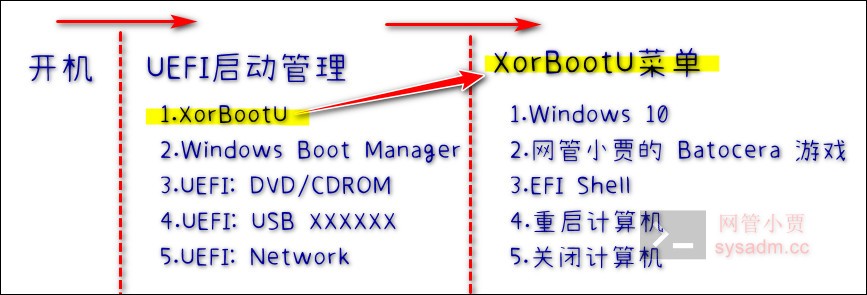 开机
UEFI启动管理
1.XorBootU
2.Windows Boot Manager
3.UEFI: DVD/CDROM
4.UEFI: USB XXXXXX
5.UEFI: Network
XorBootU菜单
1.Windows 10
2.网管小贾的 Batocera 游戏
3.EFI Shell
4.重启计算机
5.关闭计算机
网管小贾
sysadm.cc